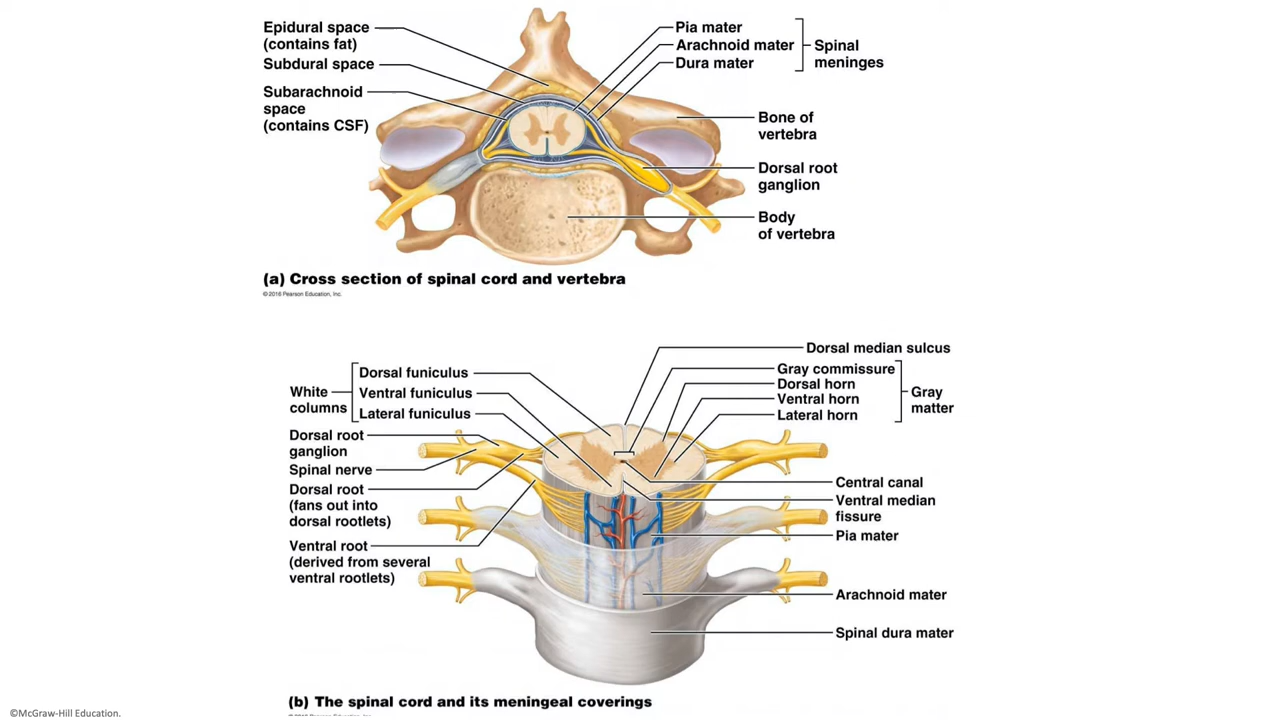 Epidural space
(contains fat)
Subdural space
Subarachnoid
space
(contains CSF)
Pia mater
Arachnoid mater
Dura mater
Spinal
meninges
Bone of
vertebra
Dorsal root
ganglion
Body
of vertebra
(a) Cross section of spinal cord and vertebra
© 2016 Pearson Education, Inc.
White
columns
Dorsal funiculus
Ventral funiculus
Lateral funiculus
Dorsal root
ganglion
Spinal nerve
Dorsal root
(fans out into
dorsal rootlets)
Ventral root
(derived from several
ventral rootlets)
Dorsal median sulcus
Gray commissure
Dorsal horn
Ventral horn
Lateral horn
Gray
matter
Central canal
Ventral median
fissure
Pia mater
Arachnoid mater
Spinal dura mater
(b) The spinal cord and its meningeal coverings
©McGraw-Hill Education.